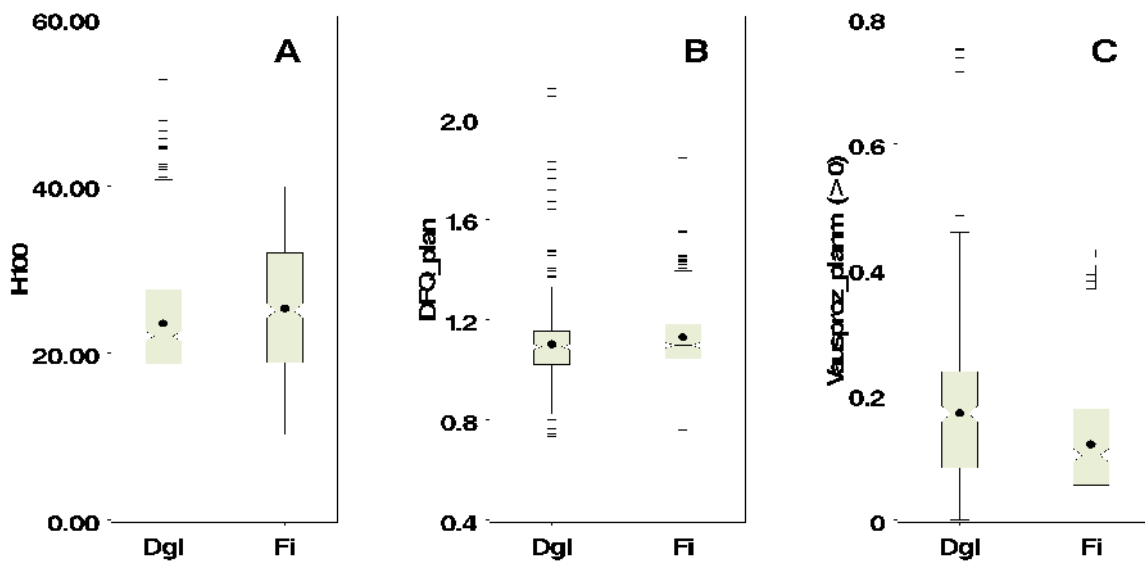 A
H100
60.00
40.00
20.00
0.00
Dgl
Fi
B
DFQ_plan
2.0
1.6
1.2
0.8
0.4
Dgl
Fi
C
Vausproz_planm (>0)
0.8
0.6
0.4
0.2
0
Dgl
Fi